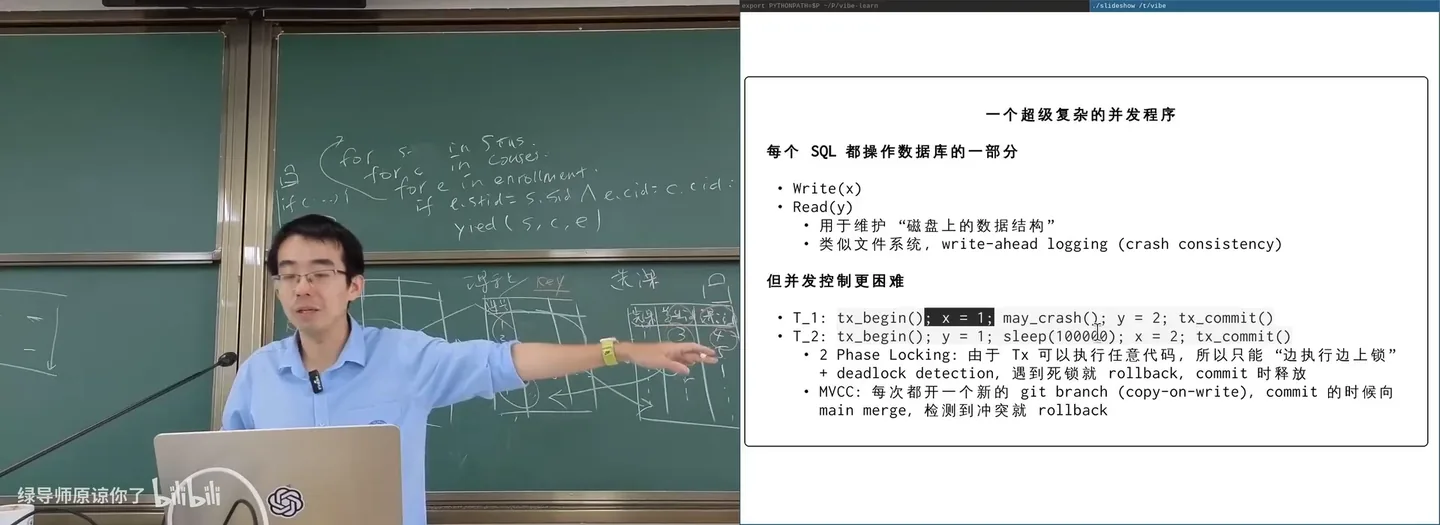 export PYTHONPATH=$P ~/P/vibe-learn
./slideshow /t/vibe
for s in Stus.
for c in courses.
for e in enrollment.
if e.stid = s.sid ∧ e.cid = c.cid:
yied (s, c, e)
if (...)
key
选课
绿导师原谅你了 bilibili
一个超级复杂的并发程序
每个 SQL 都操作数据库的一部分
• Write(x)
• Read(y)
• 用于维护 “磁盘上的数据结构”
• 类似文件系统, write-ahead logging (crash consistency)
但并发控制更困难
• T_1: tx_begin(); x = 1; may_crash(); y = 2; tx_commit()
• T_2: tx_begin(); y = 1; sleep(100000); x = 2; tx_commit()
• 2 Phase Locking: 由于 Tx 可以执行任意代码, 所以只能 “边执行边上锁”
+ deadlock detection, 遇到死锁就 rollback, commit 时释放
• MVCC: 每次都开一个新的 git branch (copy-on-write), commit 的时候向
main merge, 检测到冲突就 rollback